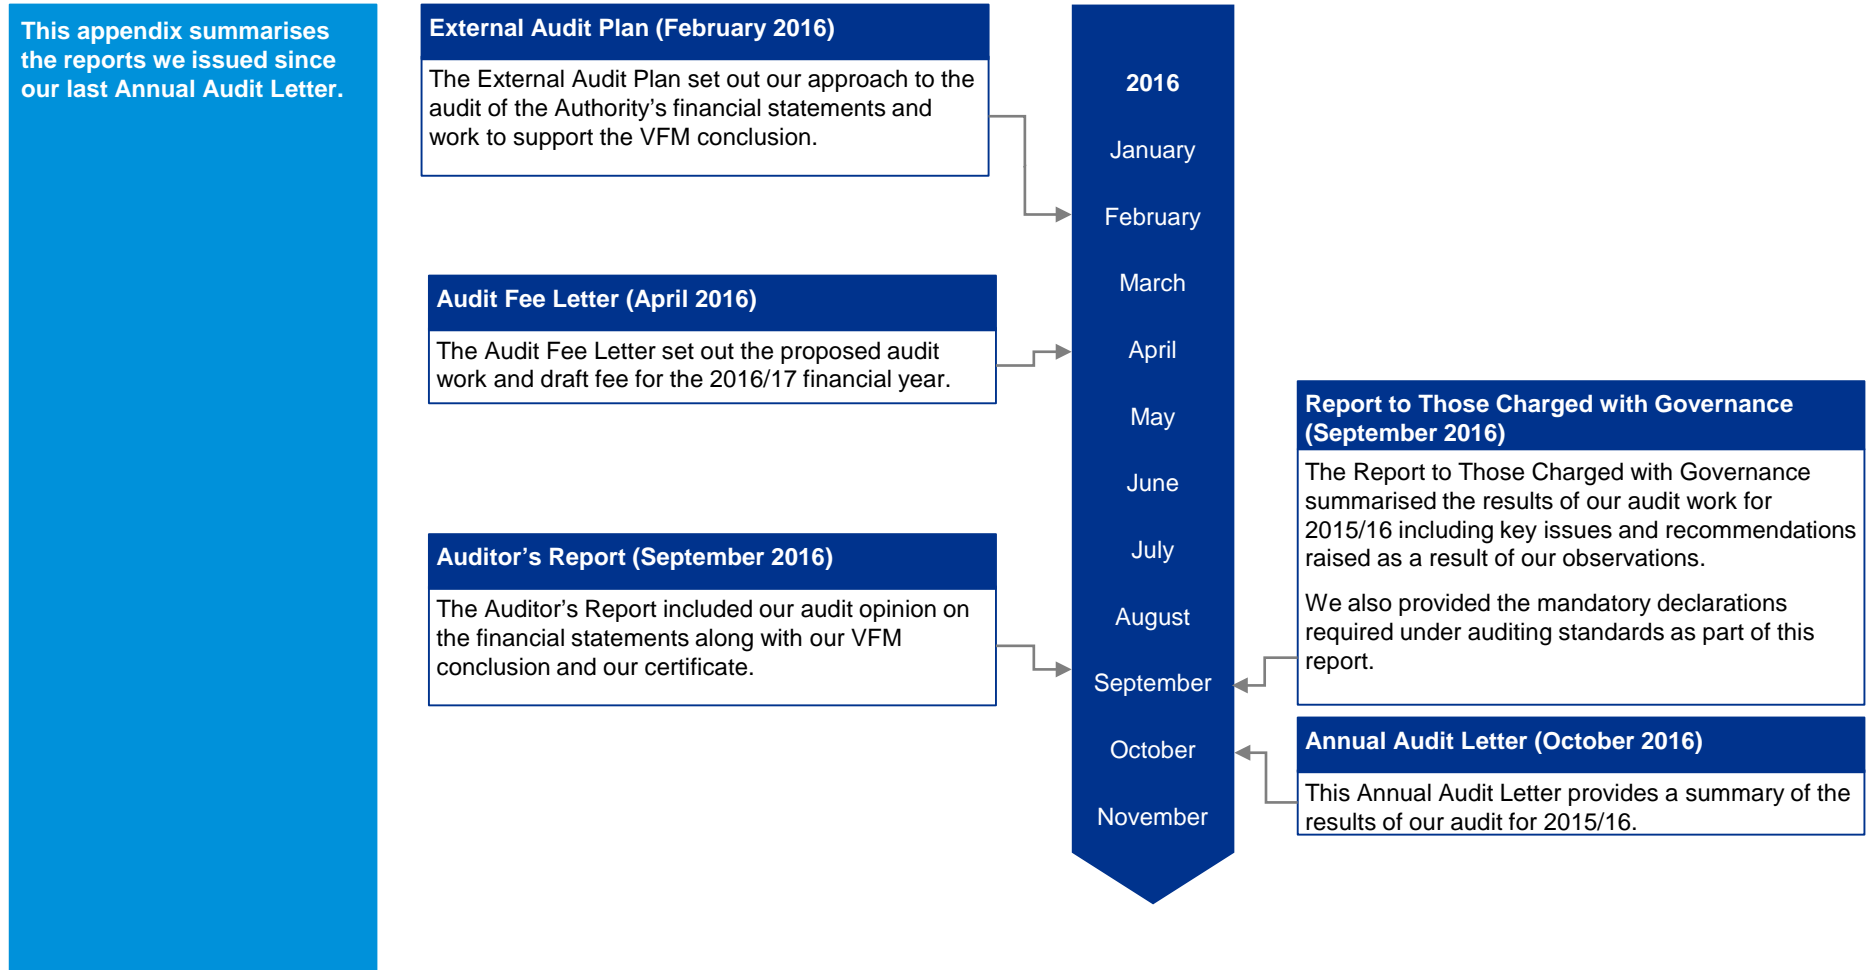 This appendix summarises
the reports we issued since
our last Annual Audit Letter.
External Audit Plan (February 2016)
The External Audit Plan set out our approach to the
audit of the Authority's financial statements and
work to support the VFM conclusion.
Audit Fee Letter (April 2016)
The Audit Fee Letter set out the proposed audit
work and draft fee for the 2016/17 financial year.
Auditor's Report (September 2016)
The Auditor's Report included our audit opinion on
the financial statements along with our VFM
conclusion and our certificate.
2016
January
February
March
April
May
June
July
August
September
October
November
Report to Those Charged with Governance
(September 2016)
The Report to Those Charged with Governance
summarised the results of our audit work for
2015/16 including key issues and recommendations
raised as a result of our observations.
We also provided the mandatory declarations
required under auditing standards as part of this
report.
Annual Audit Letter (October 2016)
This Annual Audit Letter provides a summary of the
results of our audit for 2015/16.